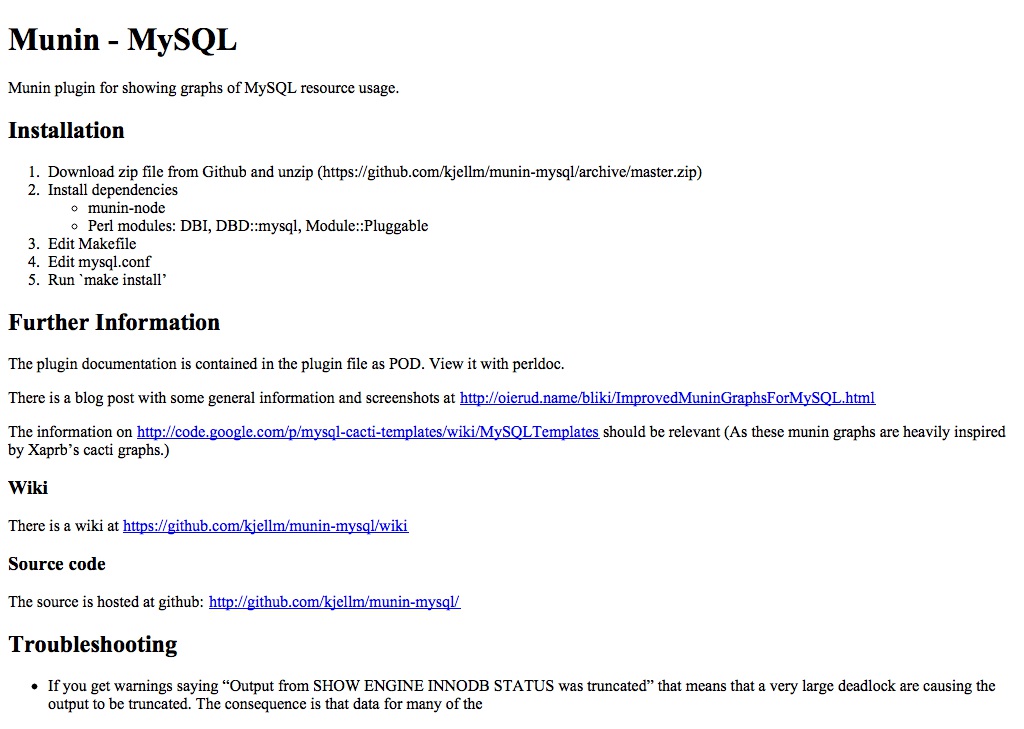 Munin - MySQL
Munin plugin for showing graphs of MySQL resource usage.
Installation
1. Download zip file from Github and unzip (https://github.com/kjellm/munin-mysql/archive/master.zip)
2. Install dependencies
◦ munin-node
◦ Perl modules: DBI, DBD::mysql, Module::Pluggable
3. Edit Makefile
4. Edit mysql.conf
5. Run `make install’
Further Information
The plugin documentation is contained in the plugin file as POD. View it with perldoc.
There is a blog post with some general information and screenshots at http://oierud.name/bliki/ImprovedMuninGraphsForMySQL.html
The information on http://code.google.com/p/mysql-cacti-templates/wiki/MySQLTemplates should be relevant (As these munin graphs are heavily inspired
by Xaprb’s cacti graphs.)
Wiki
There is a wiki at https://github.com/kjellm/munin-mysql/wiki
Source code
The source is hosted at github: http://github.com/kjellm/munin-mysql/
Troubleshooting
• If you get warnings saying “Output from SHOW ENGINE INNODB STATUS was truncated” that means that a very large deadlock are causing the
output to be truncated. The consequence is that data for many of the